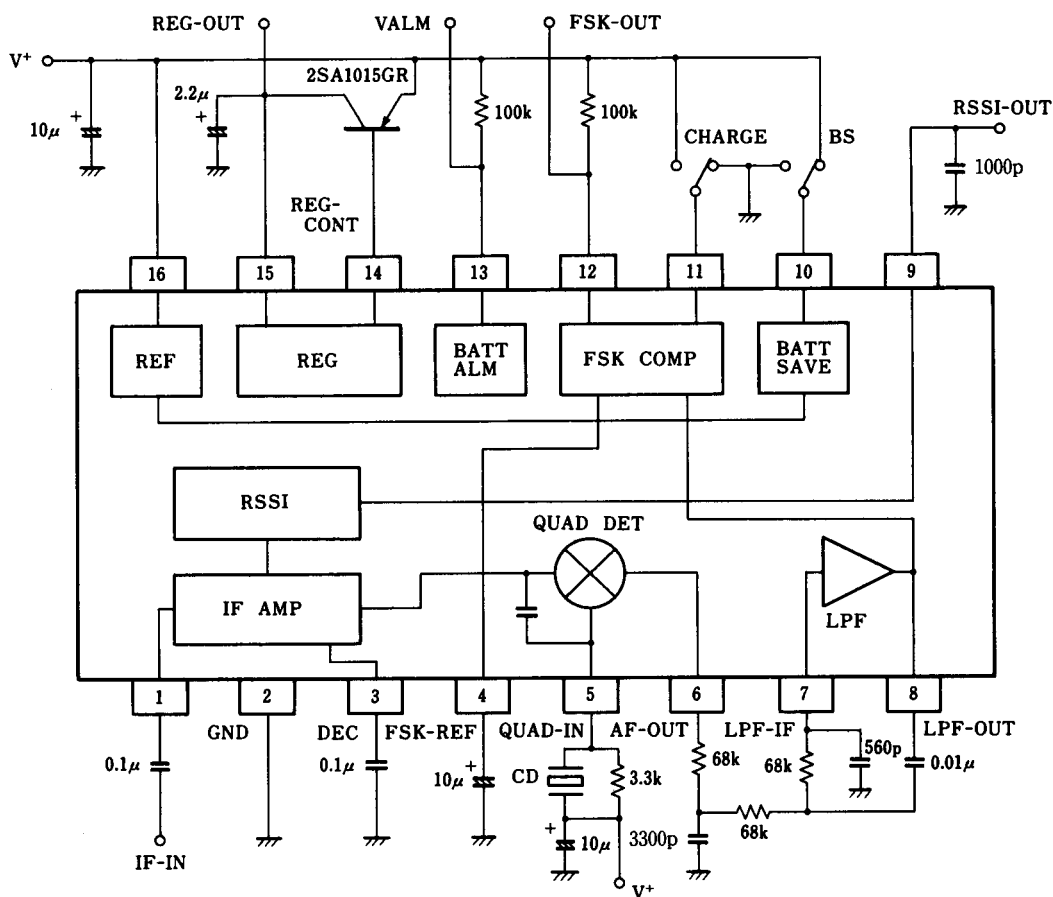 REG-OUT
VALM
FSK-OUT
V+
2SA1015GR
2.2μ
+
10μ
+
100k
100k
CHARGE
BS
RSSI-OUT
1000p
REG-
CONT
16
15
14
13
12
11
10
9
REF
REG
BATT
ALM
FSK COMP
BATT
SAVE
RSSI
QUAD DET
IF AMP
LPF
1
2
3
4
5
6
7
8
GND
DEC
FSK-REF
QUAD-IN
AF-OUT
LPF-IF
LPF-OUT
0.1μ
0.1μ
10μ
+
CD
3.3k
68k
68k
560p
0.01μ
68k
+
10μ
3300p
IF-IN
V+